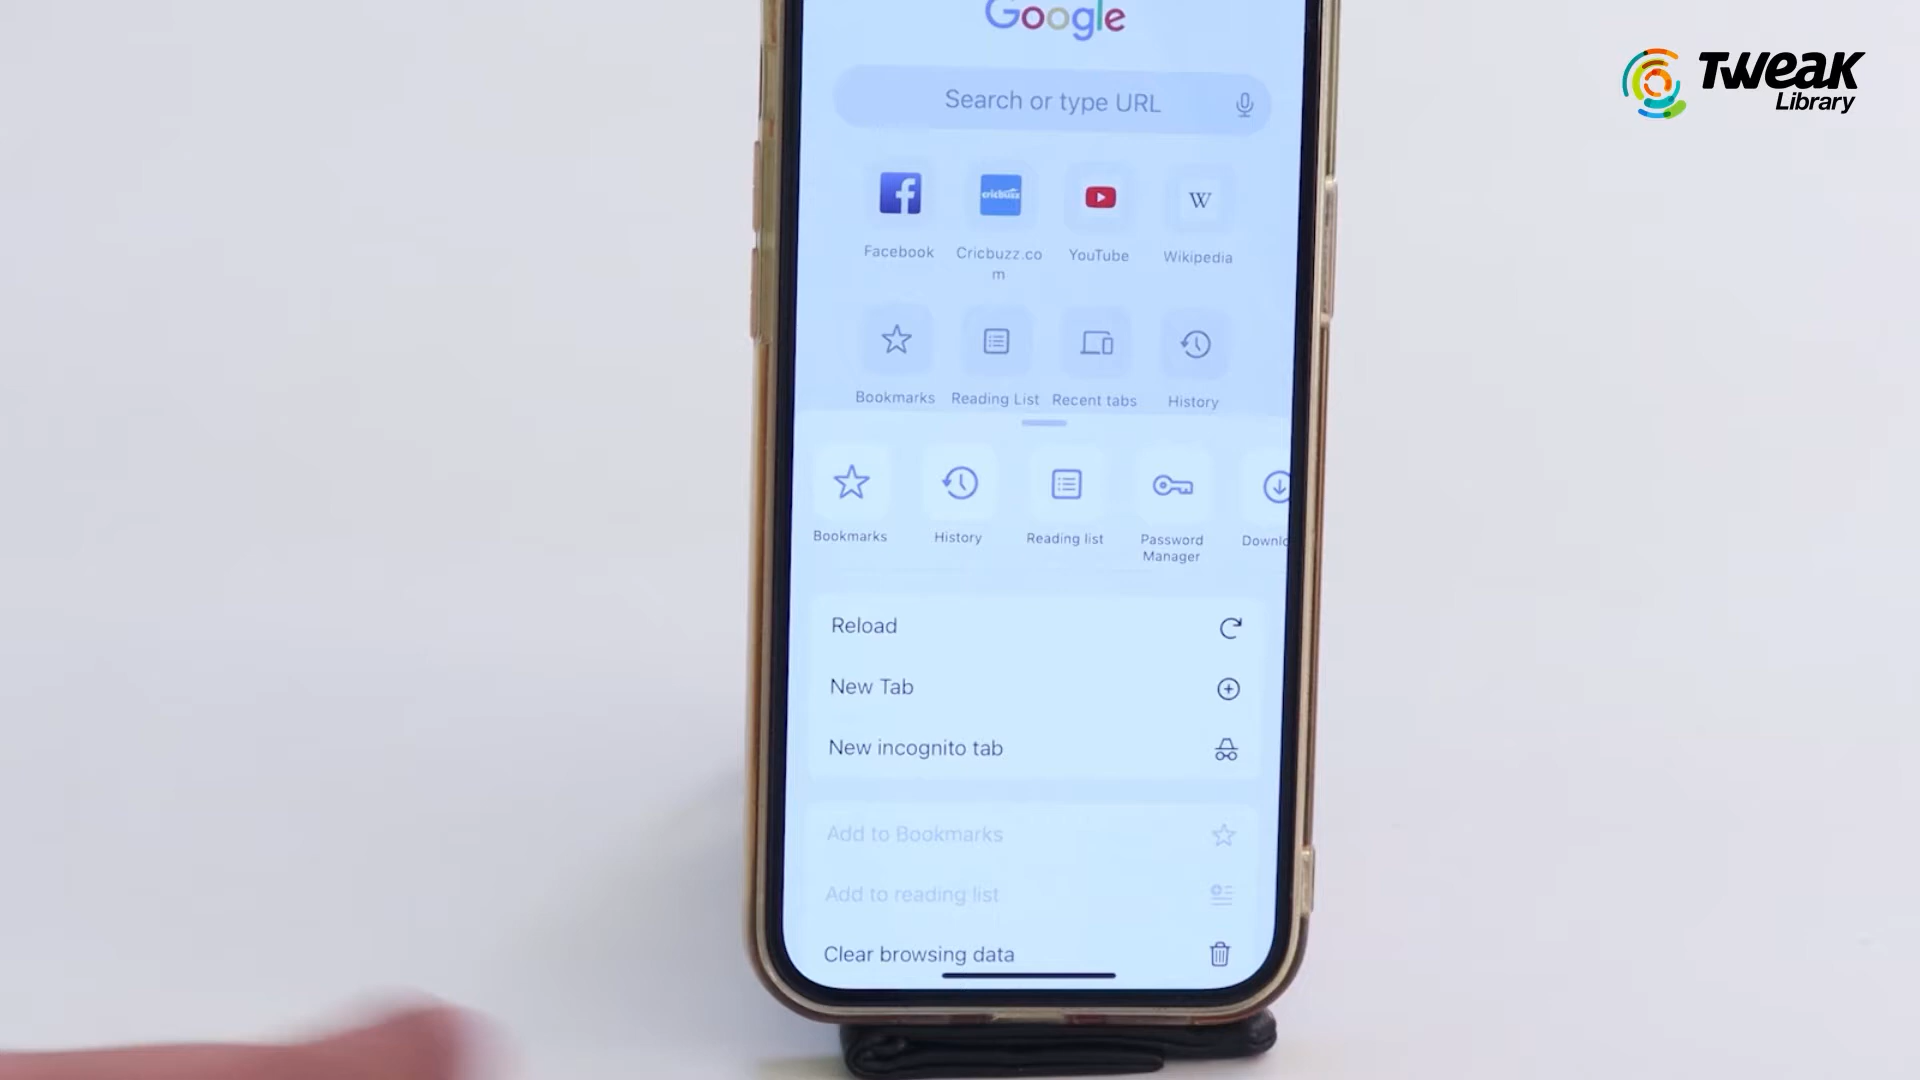 Google
TWeaK
Library
Search or type URL
cricbuzz
W
Facebook
Cricbuzz.co
m
YouTube
Wikipedia
Bookmarks
Reading List
Recent tabs
History
Bookmarks
History
Reading list
Password
Manager
Downlo
Reload
New Tab
New incognito tab
Add to Bookmarks
Add to reading list
Clear browsing data